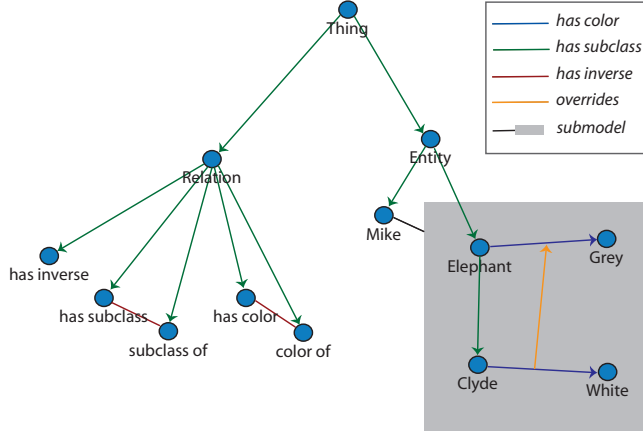 Thing
has color
has subclass
has inverse
overrides
submodel
Entity
Relation
Mike
Elephant
Grey
has inverse
has subclass
has color
subclass of
color of
Clyde
White